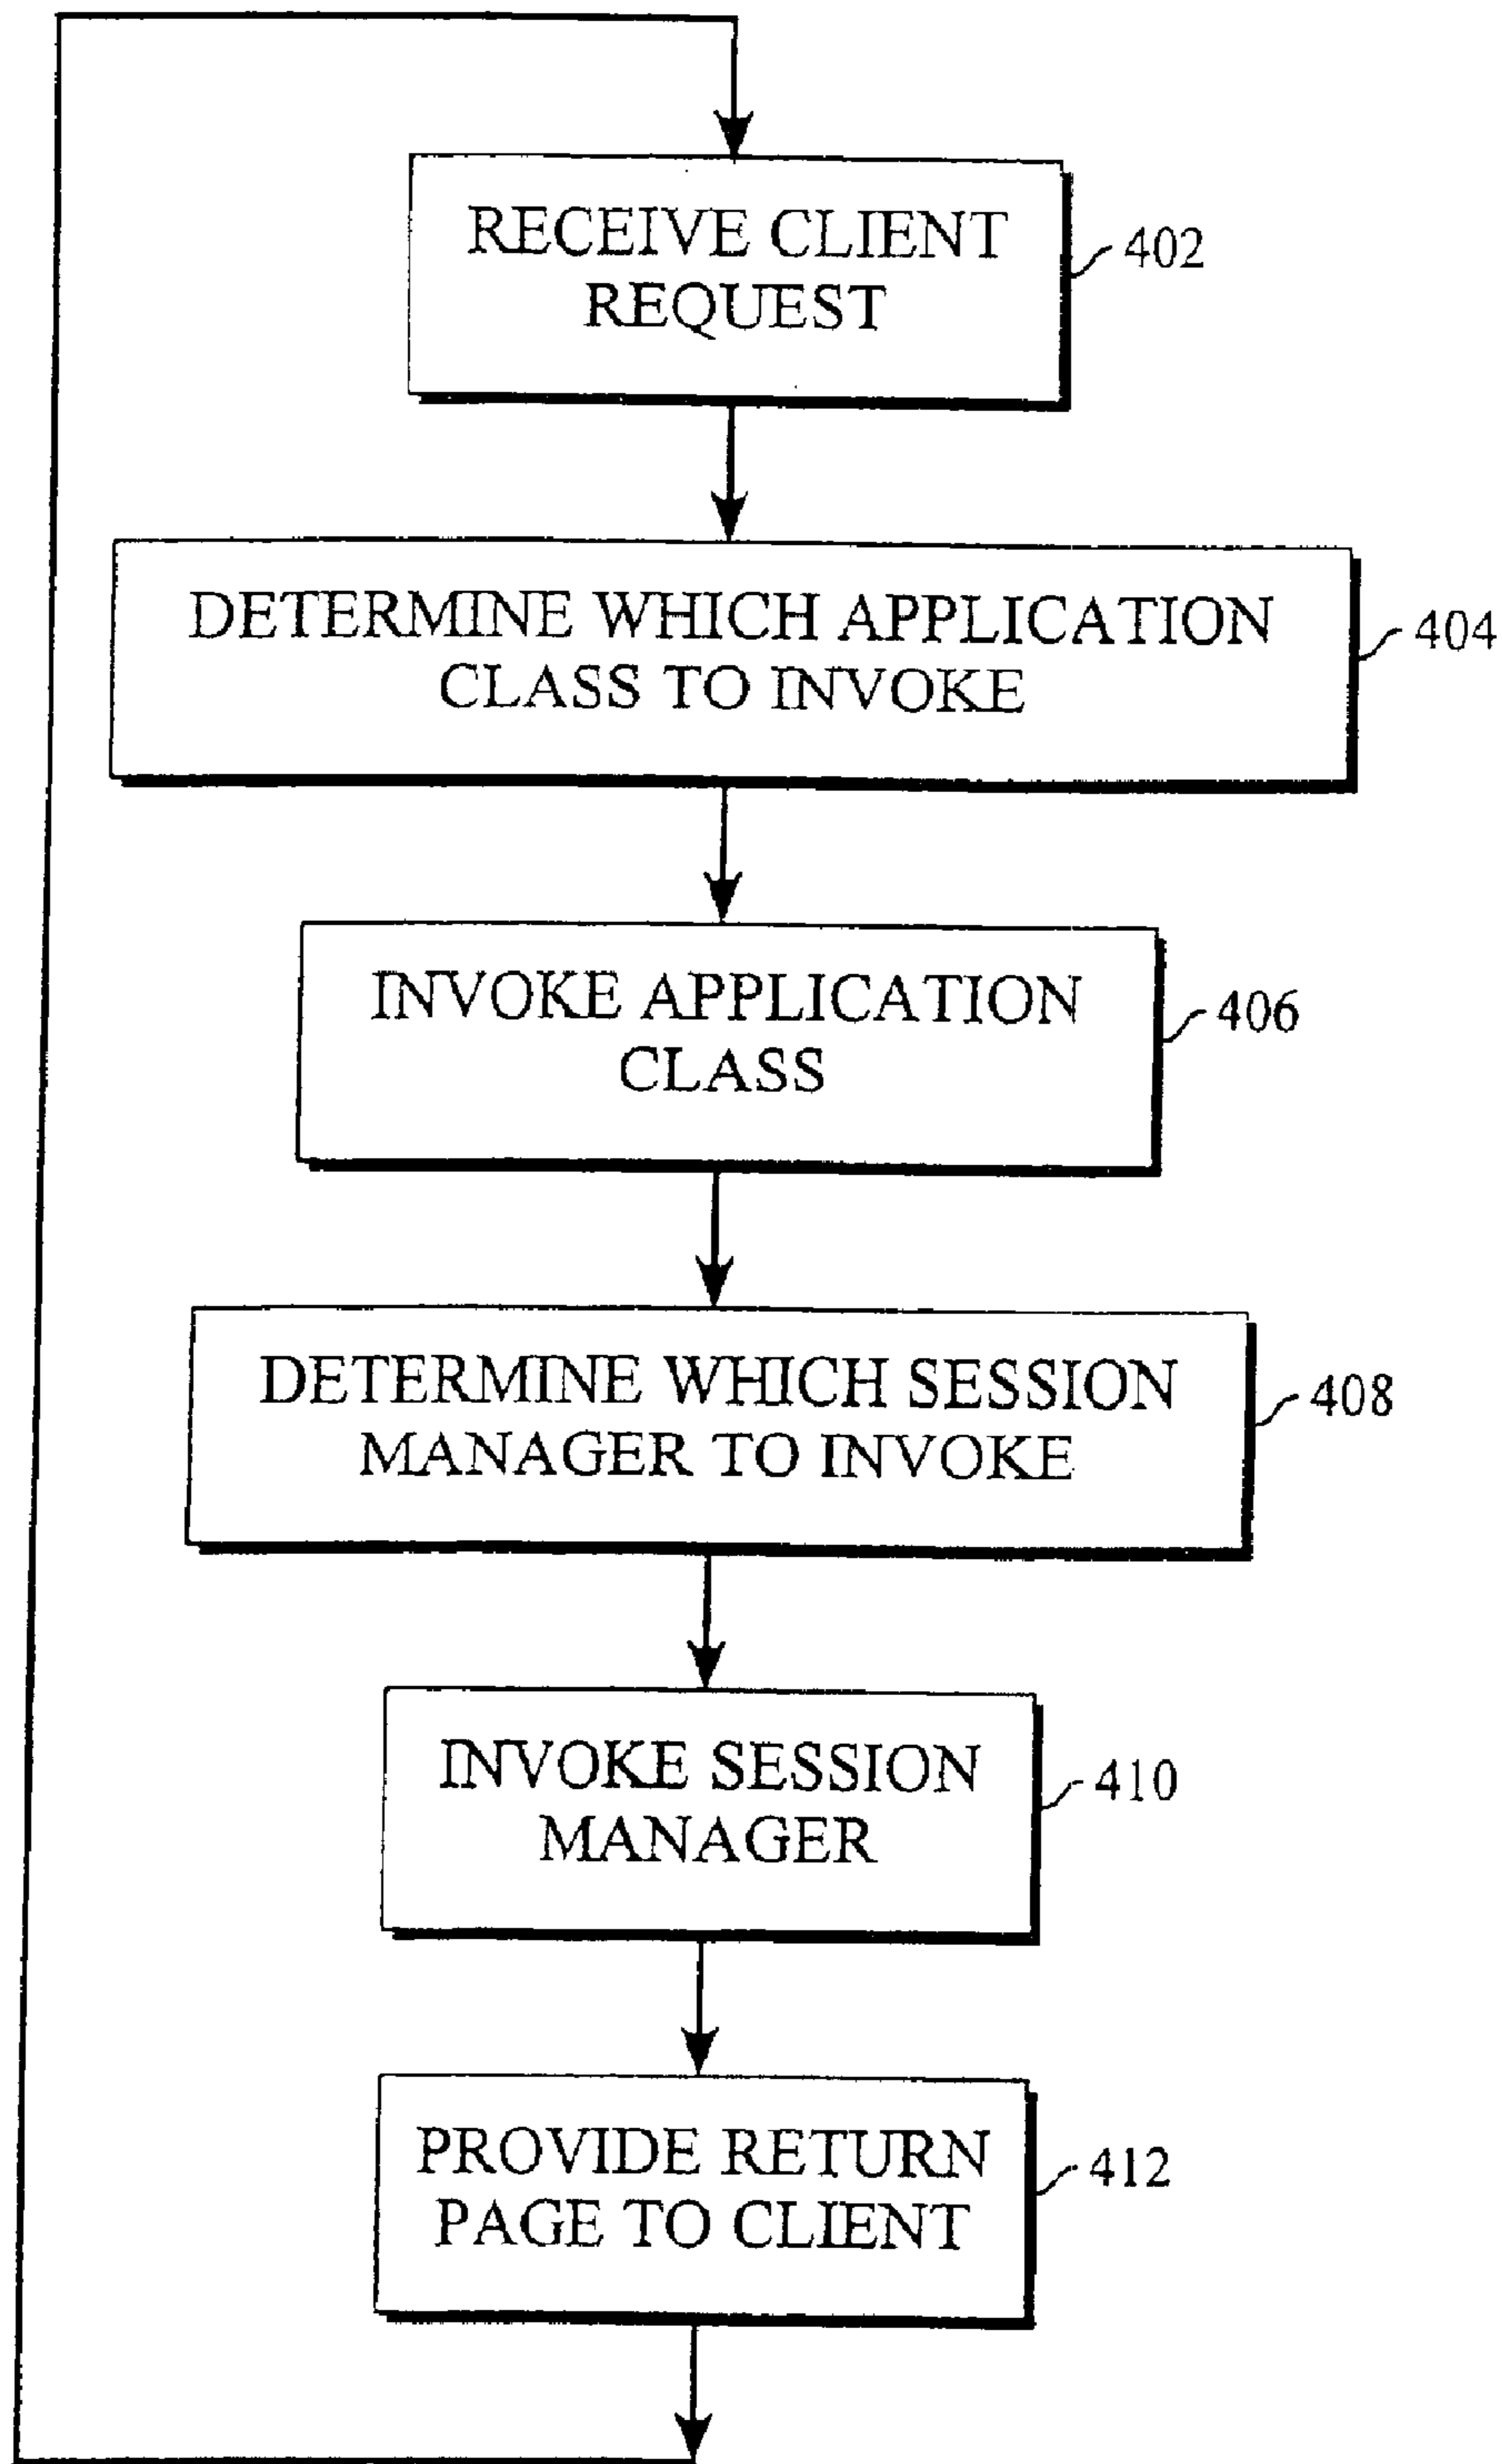 RECEIVE CLIENT
REQUEST
402
DETERMINE WHICH APPLICATION
CLASS TO INVOKE
404
INVOKE APPLICATION
CLASS
406
DETERMINE WHICH SESSION
MANAGER TO INVOKE
408
INVOKE SESSION
MANAGER
410
PROVIDE RETURN
PAGE TO CLIENT
412